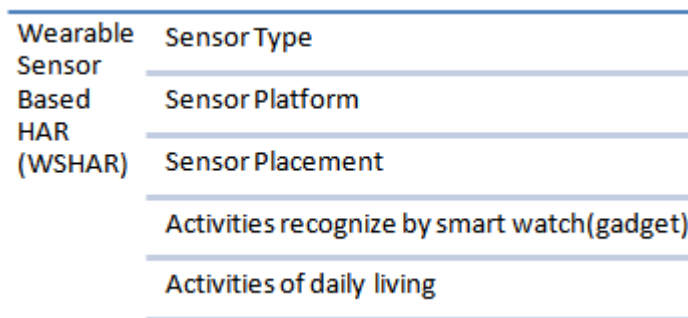 Wearable
Sensor
Based
HAR
(WSHAR)
Sensor Type
Sensor Platform
Sensor Placement
Activities recognize by smart watch(gadget)
Activities of daily living